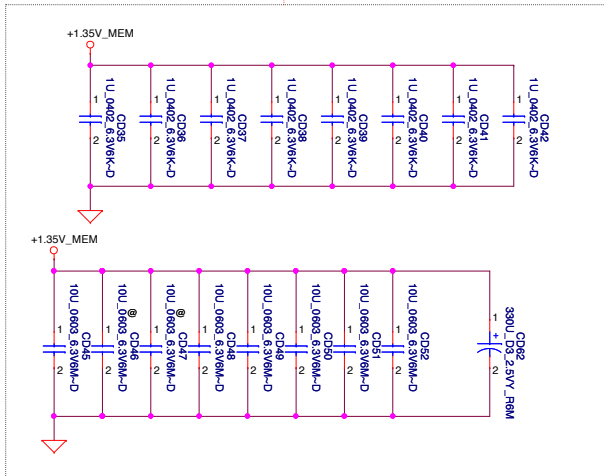 +1.35V_MEM
1
2
CD35
1U_0402_6.3V6K~D
1
2
CD36
1U_0402_6.3V6K~D
1
2
CD37
1U_0402_6.3V6K~D
1
2
CD38
1U_0402_6.3V6K~D
1
2
CD39
1U_0402_6.3V6K~D
1
2
CD40
1U_0402_6.3V6K~D
1
2
CD41
1U_0402_6.3V6K~D
1
2
CD42
1U_0402_6.3V6K~D
+1.35V_MEM
1
2
CD45
10U_0603_6.3V6M~D
1
2
@
CD46
10U_0603_6.3V6M~D
1
2
@
CD47
10U_0603_6.3V6M~D
1
2
CD48
10U_0603_6.3V6M~D
1
2
CD49
10U_0603_6.3V6M~D
1
2
CD50
10U_0603_6.3V6M~D
1
2
CD51
10U_0603_6.3V6M~D
1
2
CD52
10U_0603_6.3V6M~D
1
+
2
CD62
330U_D3_2.5VY_R6M